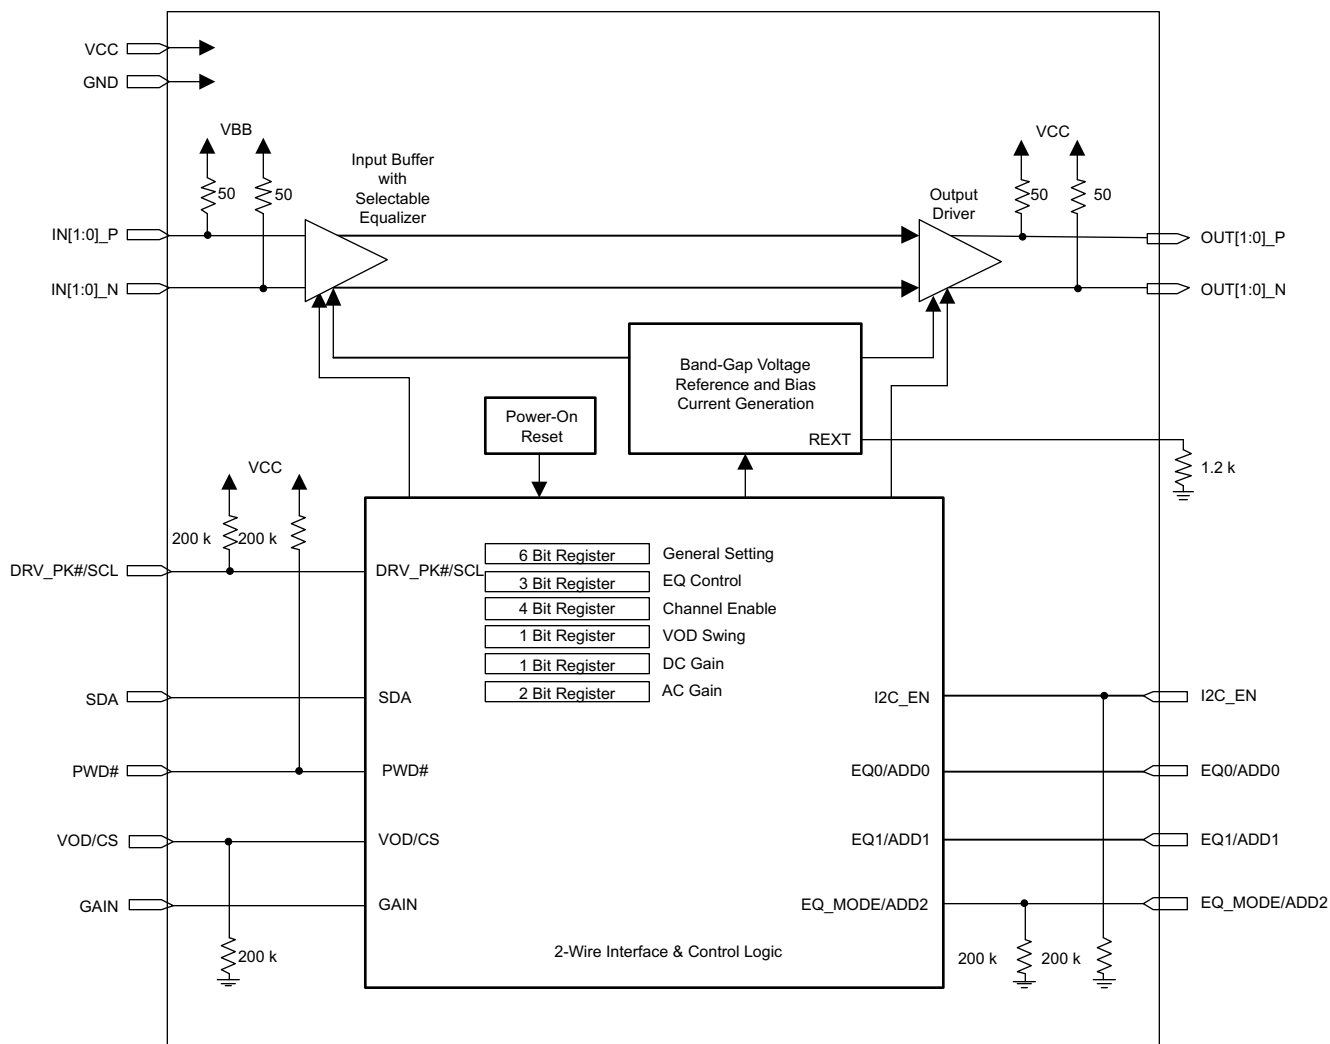 VCC
GND
VBB
50
50
Input Buffer
with
Selectable
Equalizer
Output
Driver
VCC
50
50
IN[1:0]_P
IN[1:0]_N
OUT[1:0]_P
OUT[1:0]_N
Band-Gap Voltage
Reference and Bias
Current Generation
REXT
1.2 k
Power-On
Reset
VCC
200 k
200 k
DRV_PK#/SCL
DRV_PK#/SCL
6 Bit Register
General Setting
3 Bit Register
EQ Control
4 Bit Register
Channel Enable
1 Bit Register
VOD Swing
1 Bit Register
DC Gain
2 Bit Register
AC Gain
SDA
SDA
I2C_EN
I2C_EN
PWD#
PWD#
EQ0/ADD0
EQ0/ADD0
VOD/CS
VOD/CS
EQ1/ADD1
EQ1/ADD1
GAIN
GAIN
EQ_MODE/ADD2
EQ_MODE/ADD2
200 k
2-Wire Interface & Control Logic
200 k
200 k